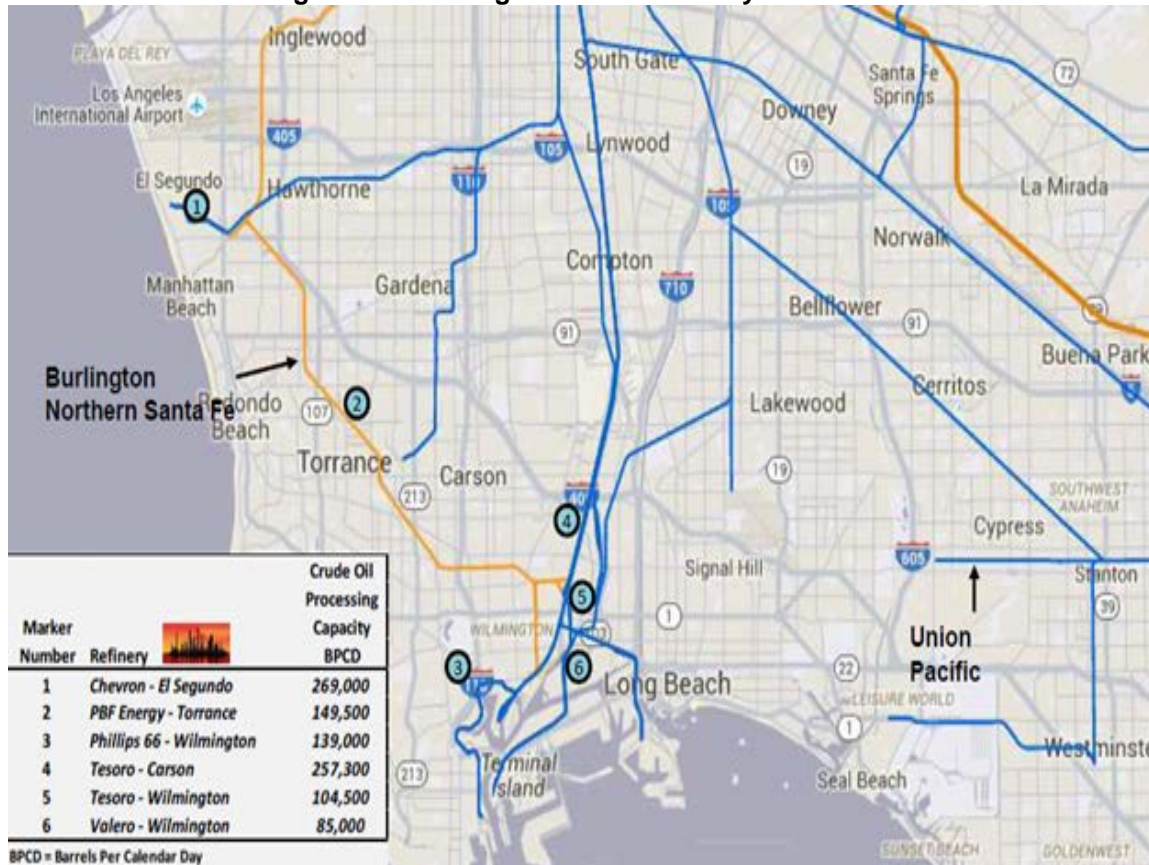 PLAYA DEL REY
Inglewood
South Gate
Santa Fe
Springs
72
Los Angeles
International Airport
405
105
Lynwood
Downey
19
El Segundo
1
Hawthorne
110
La Mirada
105
Norwalk
Manhattan
Beach
Gardena
Compton
710
Bellflower
91
91
Buena Park
Burlington
Northern Santa Fe
Redondo
Beach
107
2
Cerritos
Lakewood
Torrance
213
Carson
19
405
4
SOUTHWEST
ANAHEIM
Cypress
605
Stanton
Signal Hill
5
39
WILMINGTON
1
Union
Pacific
3
6
Long Beach
22
LEISURE WORLD
1
Westminste
213
Terminal
Island
Seal Beach
SUNSET BEACH
GOLDENWEST
Crude Oil
Processing
Marker Capacity
Number Refinery BPCD
1 Chevron - El Segundo 269,000
2 PBF Energy - Torrance 149,500
3 Phillips 66 - Wilmington 139,000
4 Tesoro - Carson 257,300
5 Tesoro - Wilmington 104,500
6 Valero - Wilmington 85,000
BPCD = Barrels Per Calendar Day